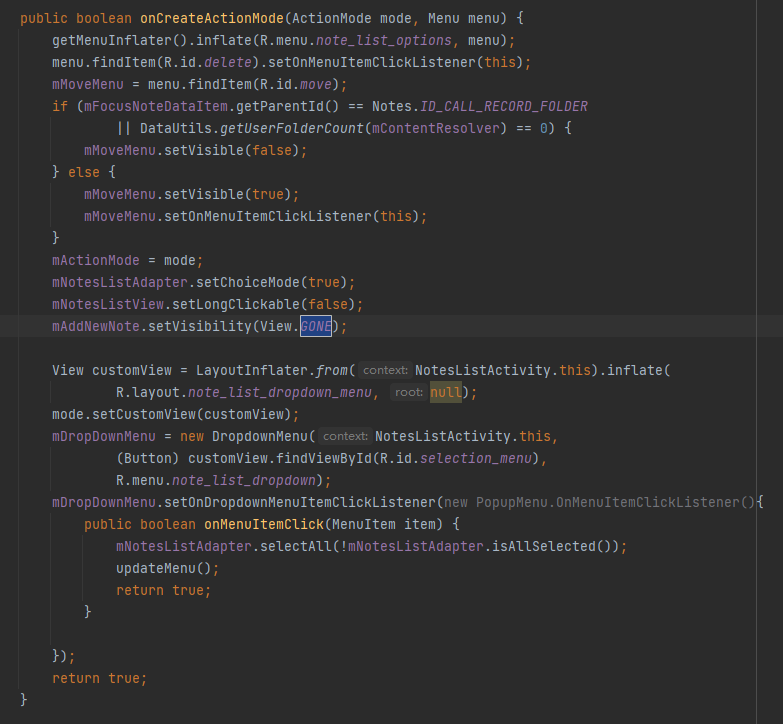 public boolean onCreateActionMode(ActionMode mode, Menu menu) {
    getMenuInflater().inflate(R.menu.note_list_options, menu);
    menu.findItem(R.id.delete).setOnMenuItemClickListener(this);
    mMoveMenu = menu.findItem(R.id.move);
    if (mFocusNoteDataItem.getParentId() == Notes.ID_CALL_RECORD_FOLDER
            || DataUtils.getUserFolderCount(mContentResolver) == 0) {
        mMoveMenu.setVisible(false);
    } else {
        mMoveMenu.setVisible(true);
        mMoveMenu.setOnMenuItemClickListener(this);
    }
    mActionMode = mode;
    mNotesListAdapter.setChoiceMode(true);
    mNotesListView.setLongClickable(false);
    mAddNewNote.setVisibility(View.GONE);
    View customView = LayoutInflater.from( context: NotesListActivity.this).inflate(
            R.layout.note_list_dropdown_menu, root: null);
    mode.setCustomView(customView);
    mDropDownMenu = new DropdownMenu( context: NotesListActivity.this,
            (Button) customView.findViewById(R.id.selection_menu),
            R.menu.note_list_dropdown);
    mDropDownMenu.setOnDropdownMenuItemClickListener(new PopupMenu.OnMenuItemClickListener(){
        public boolean onMenuItemClick(MenuItem item) {
            mNotesListAdapter.selectAll(!mNotesListAdapter.isAllSelected());
            updateMenu();
            return true;
        }
    });
    return true;
}